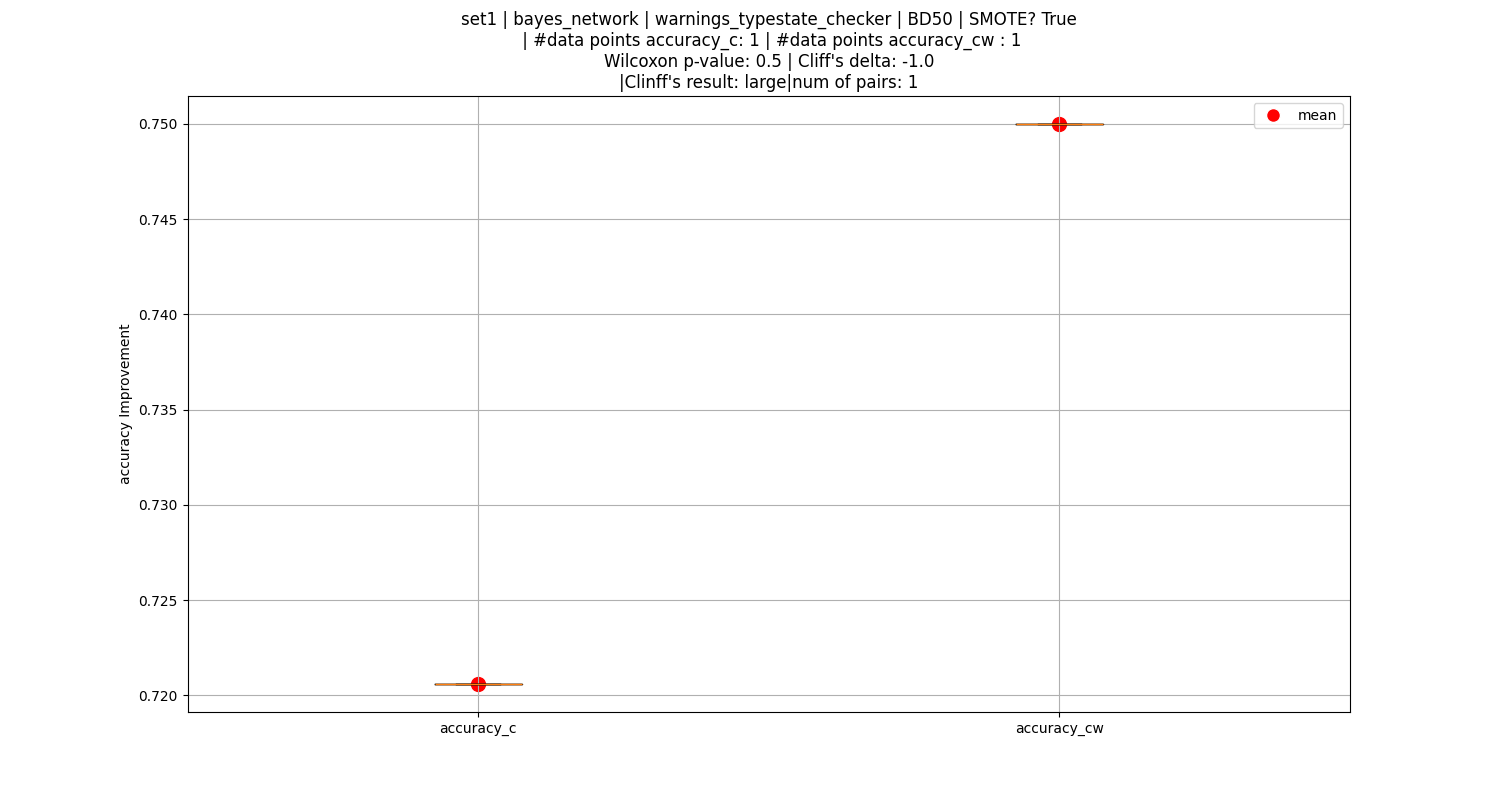 set1 | bayes_network | warnings_typestate_checker | BD50 | SMOTE? True
| #data points accuracy_c: 1 | #data points accuracy_cw : 1
Wilcoxon p-value: 0.5 | Cliff's delta: -1.0
|Clinff's result: large|num of pairs: 1
mean
0.750
0.745
0.740
0.735
0.730
0.725
0.720
accuracy Improvement
accuracy_c
accuracy_cw